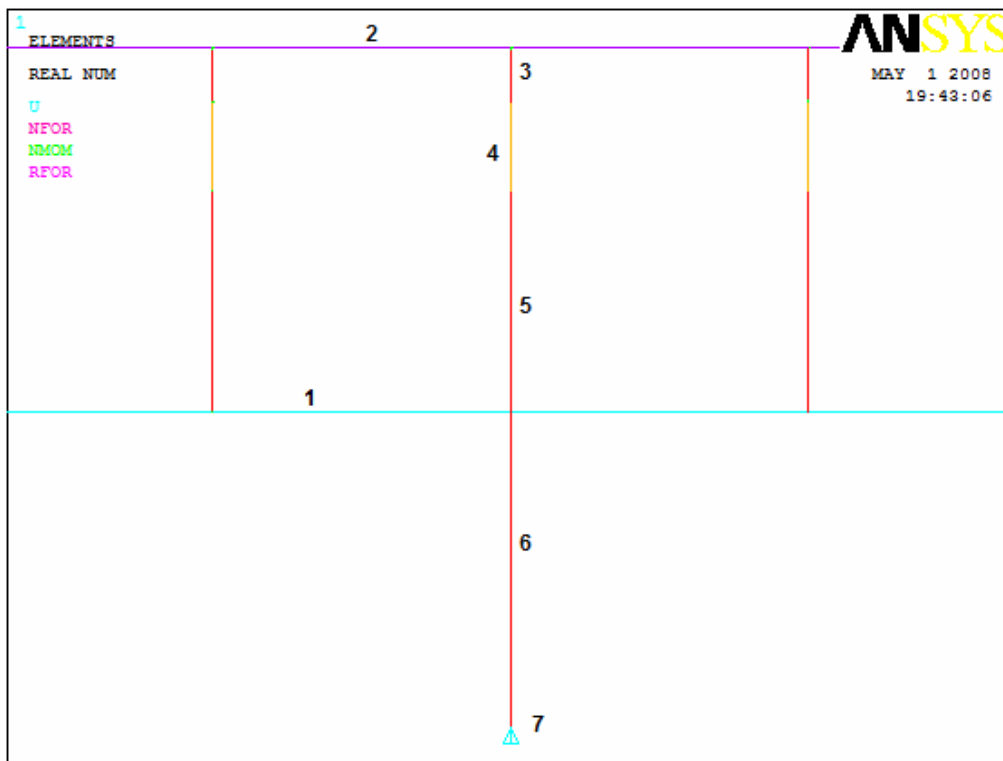 1
ELEMENTS
REAL NUM
U
NFOR
NMOM
RFOR
2
ANSYS
MAY 1 2008
19:43:06
3
4
5
1
6
7